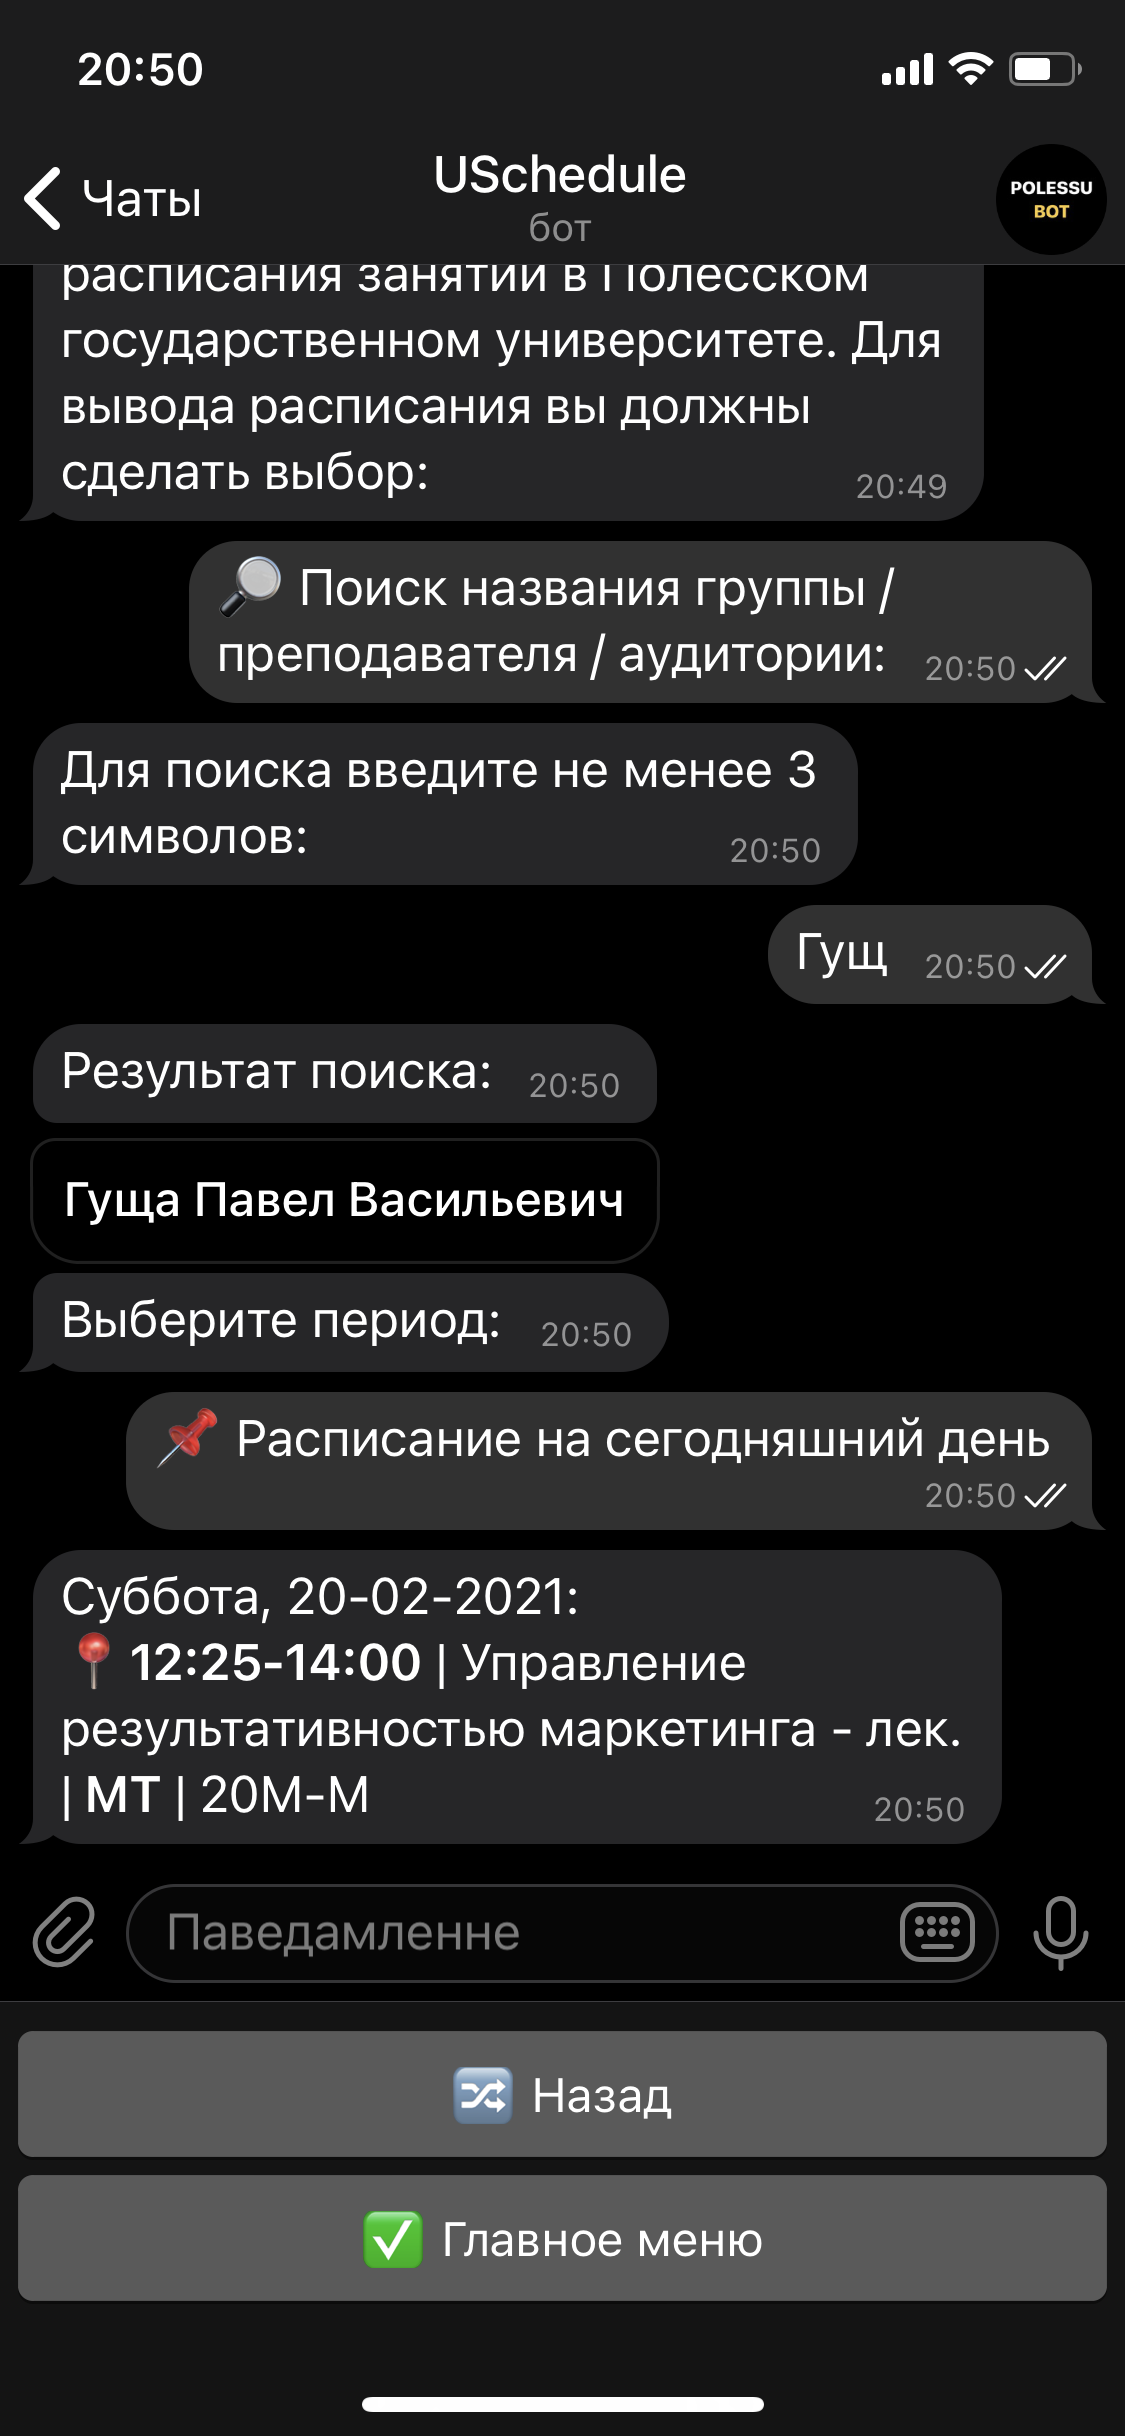 20:50
Чаты
USchedule
бот
POLESSU
BOT
расписания занятий в Полесском
государственном университете. Для
вывода расписания вы должны
сделать выбор:
20:49
Поиск названия группы /
преподавателя / аудитории:
20:50
Для поиска введите не менее 3
символов:
20:50
Гущ
20:50
Результат поиска:
20:50
Гуща Павел Васильевич
Выберите период:
20:50
Расписание на сегодняшний день
20:50
Суббота, 20-02-2021:
12:25-14:00 | Управление
результативностью маркетинга - лек.
| МТ | 20М-М
20:50
Паведамленне
Назад
Главное меню